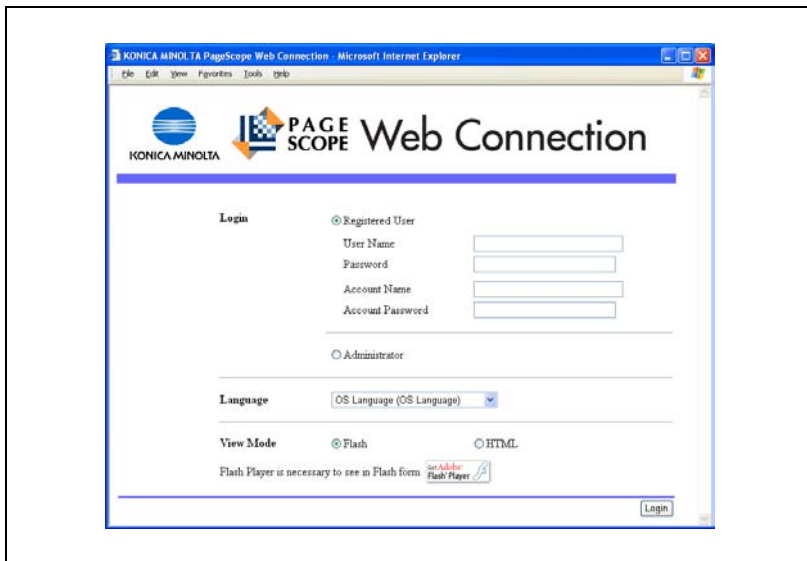 KONICA MINOLTA PageScope Web Connection - Microsoft Internet Explorer
File Edit View Favorites Tools Help
KONICA MINOLTA
PAGE SCOPE Web Connection
Login
Registered User
User Name
Password
Account Name
Account Password
Administrator
Language
OS Language (OS Language)
View Mode
Flash
HTML
Flash Player is necessary to see in Flash form.
Get Adobe Flash Player
Login